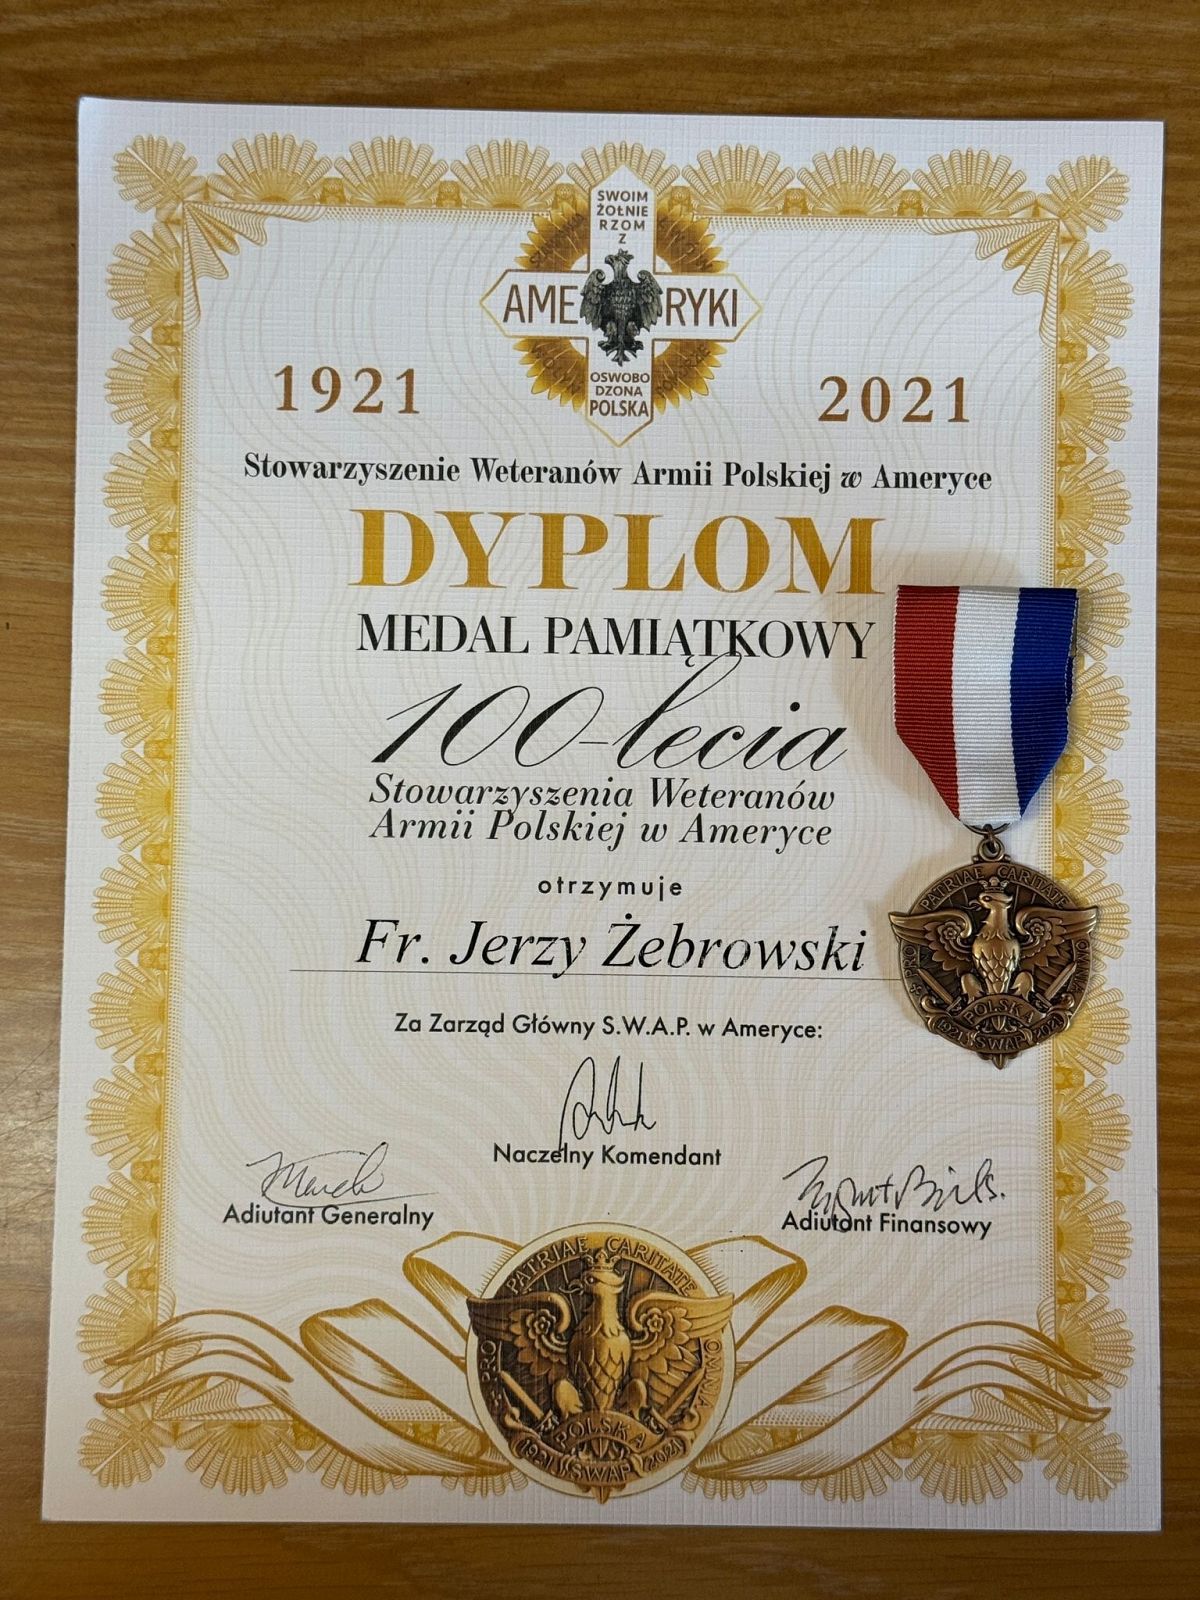 SWOIM
ŻOŁNIE
RZOM
Z
AMERYKI
OSWOBO
DZONA
POLSKA
1921 2021
Stowarzyszenie Weteranów Armii Polskiej w Ameryce
DYPLOM
MEDAL PAMIĄTKOWY
100-lecia
Stowarzyszenia Weteranów
Armii Polskiej w Ameryce
otrzymuje
Fr. Jerzy Żebrowski
PRO PATRIAE CARITATE OMNIA
POLSKA
1921 SWAP 2021
Za Zarząd Główny S.W.A.P. w Ameryce:
Naczelny Komendant
Adiutant Generalny
Adiutant Finansowy
PRO PATRIAE CARITATE OMNIA
POLSKA
1921 SWAP 2021